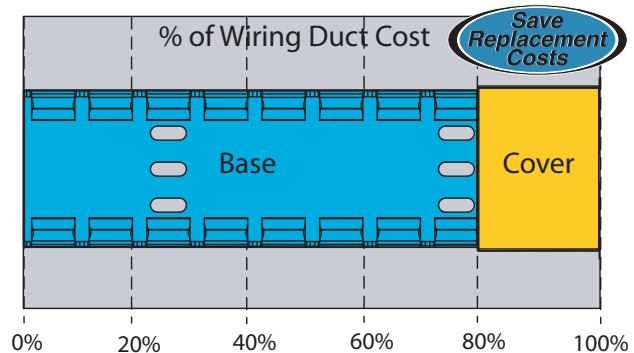 % of Wiring Duct Cost
Save
Replacement
Costs
Base
Cover
0% 20% 40% 60% 80% 100%